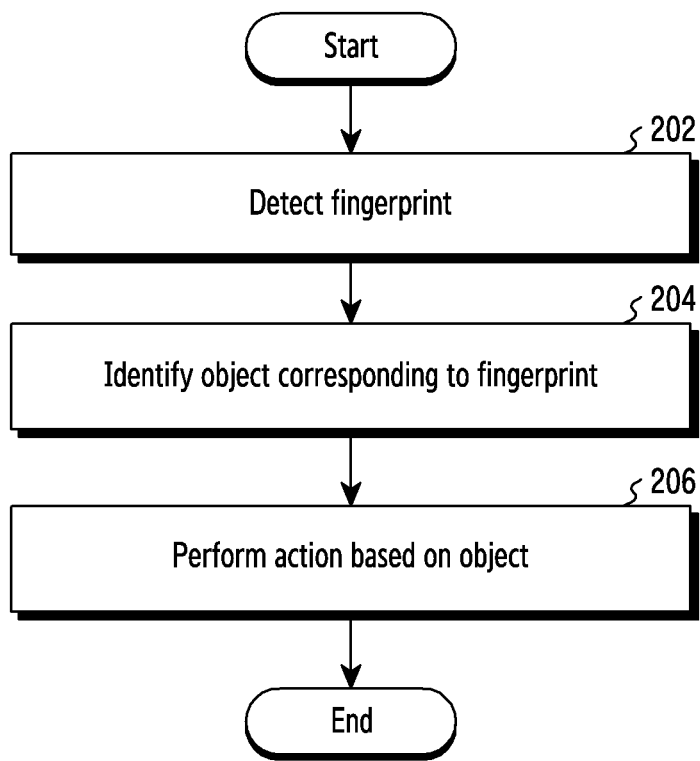 Start
202
Detect fingerprint
204
Identify object corresponding to fingerprint
206
Perform action based on object
End